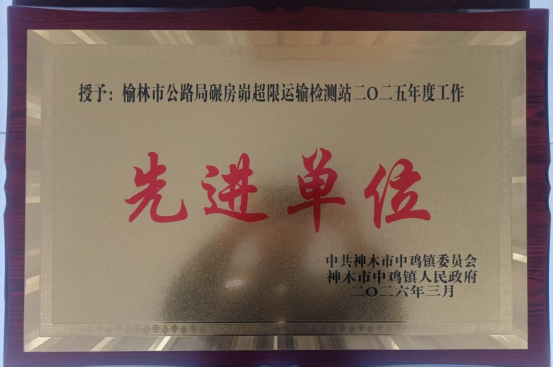 授予：榆林市公路局碾房峁超限运输检测站二〇二五年度工作
先进单位
中共神木市中鸡镇委员会
神木市中鸡镇人民政府
二〇二六年三月